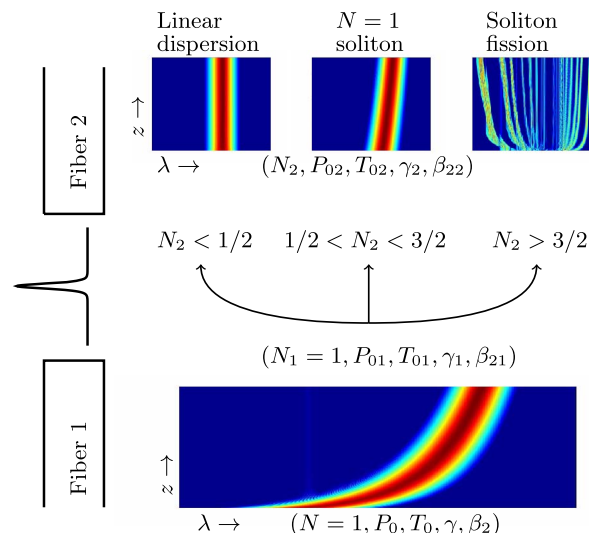 Linear dispersion
N = 1 soliton
Soliton fission
Fiber 2
z →
λ →
(N₂, P₀₂, T₀₂, γ₂, β₂₂)
N₂ < 1/2
1/2 < N₂ < 3/2
N₂ > 3/2
(N₁ = 1, P₀₁, T₀₁, γ₁, β₂₁)
Fiber 1
z →
λ →
(N = 1, P₀, T₀, γ, β₂)